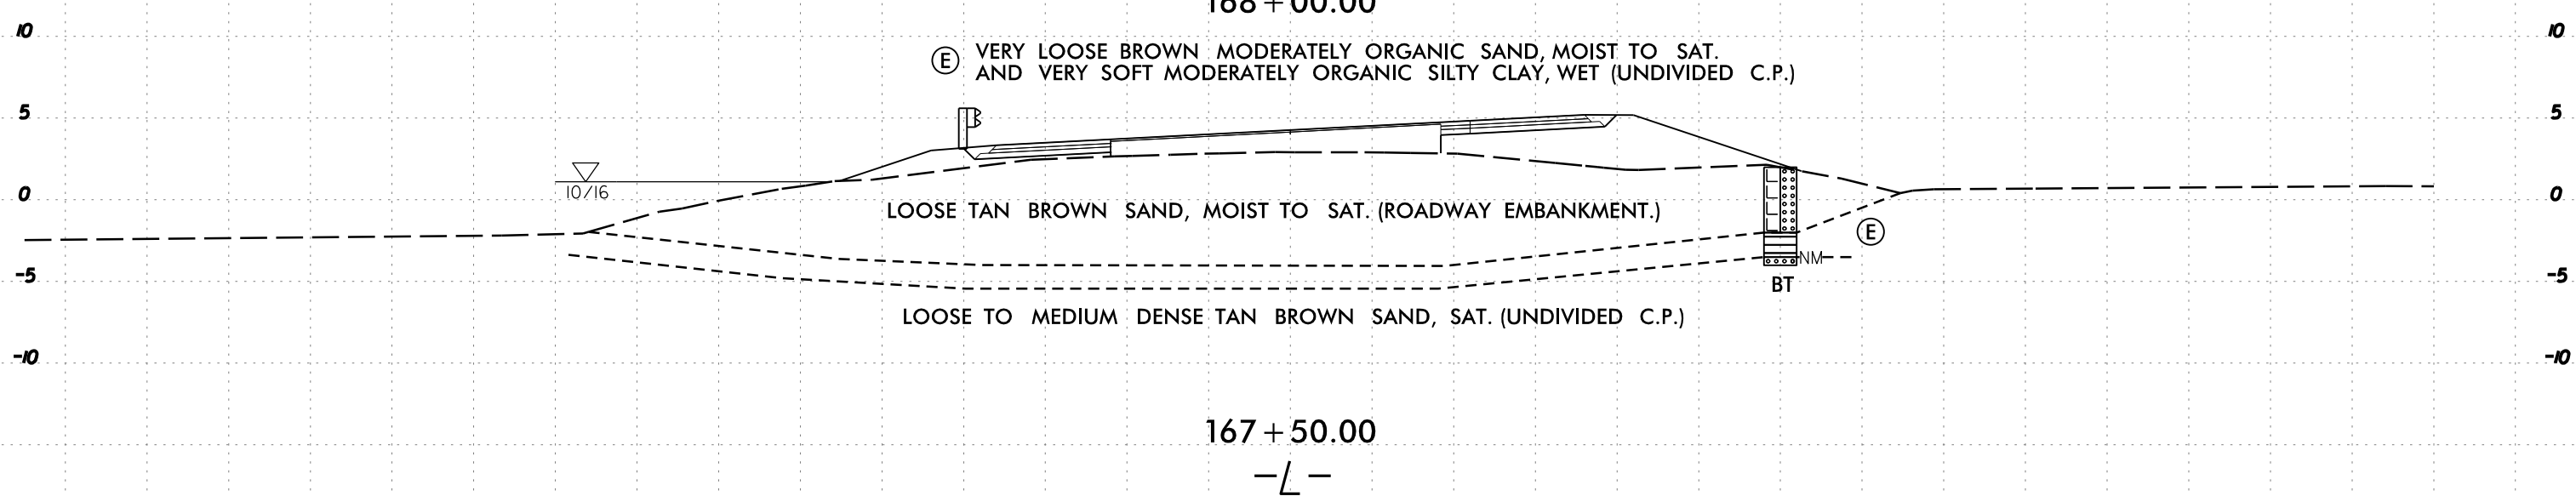 168+00.00
10 10
Ⓔ VERY LOOSE BROWN MODERATELY ORGANIC SAND, MOIST TO SAT.
AND VERY SOFT MODERATELY ORGANIC SILTY CLAY, WET (UNDIVIDED C.P.)
5 5
10/16
0 0
LOOSE TAN BROWN SAND, MOIST TO SAT. (ROADWAY EMBANKMENT.)
Ⓔ
NM
-5 -5
BT
LOOSE TO MEDIUM DENSE TAN BROWN SAND, SAT. (UNDIVIDED C.P.)
-10 -10
167+50.00
-L-